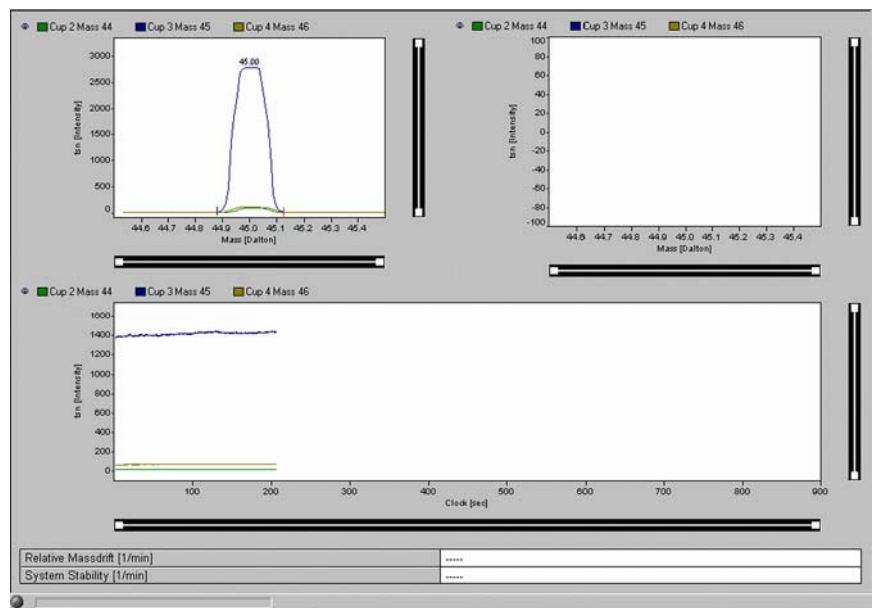 Cup 2 Mass 44 Cup 3 Mass 45 Cup 4 Mass 46
45.00
3000
2500
2000
1500
1000
500
0
tsn [Intensity]
44.6 44.7 44.8 44.9 45.0 45.1 45.2 45.3 45.4
Mass [Dalton]
Cup 2 Mass 44 Cup 3 Mass 45 Cup 4 Mass 46
100
80
60
40
20
0
-20
-40
-60
-80
-100
tsn [Intensity]
44.6 44.7 44.8 44.9 45.0 45.1 45.2 45.3 45.4
Mass [Dalton]
Cup 2 Mass 44 Cup 3 Mass 45 Cup 4 Mass 46
1600
1400
1200
1000
800
600
400
200
0
tsn [Intensity]
100 200 300 400 500 600 700 800 900
Clock [sec]
Relative Massdrift [1/min] -----
System Stability [1/min] -----